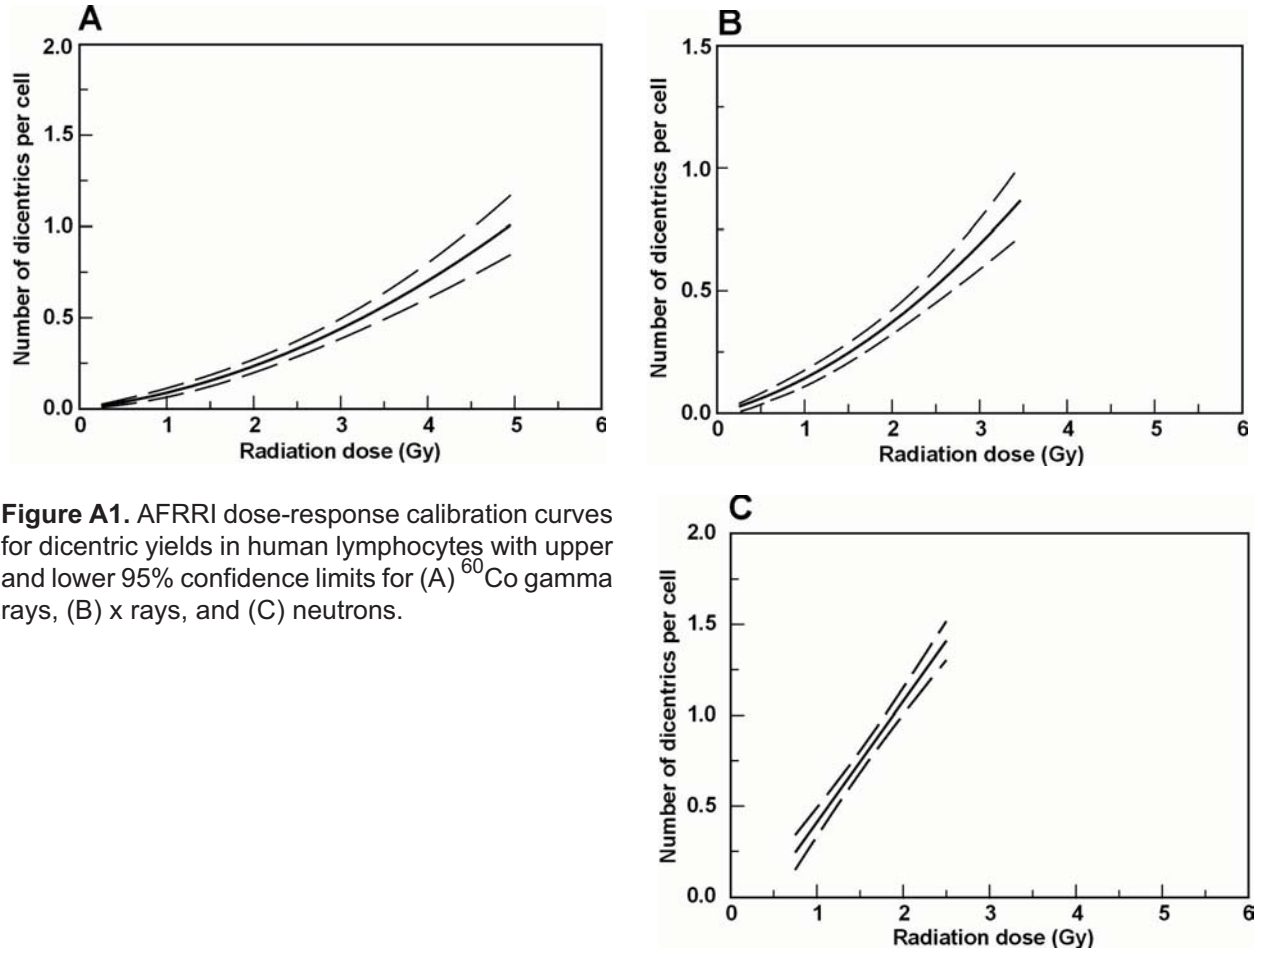 A
2.0
1.5
1.0
0.5
0.0
Number of dicentrics per cell
0 1 2 3 4 5 6
Radiation dose (Gy)
B
1.5
1.0
0.5
0.0
Number of dicentrics per cell
0 1 2 3 4 5 6
Radiation dose (Gy)
Figure A1. AFRRI dose-response calibration curves
for dicentric yields in human lymphocytes with upper
and lower 95% confidence limits for (A) 60Co gamma
rays, (B) x rays, and (C) neutrons.
C
2.0
1.5
1.0
0.5
0.0
Number of dicentrics per cell
0 1 2 3 4 5 6
Radiation dose (Gy)